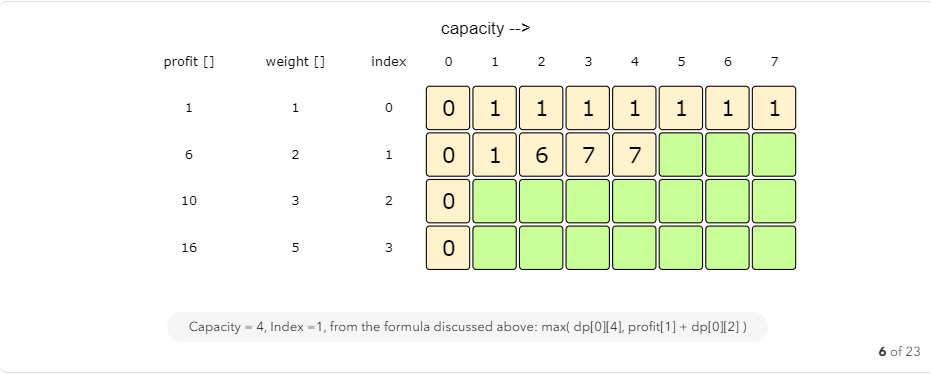 capacity -->
profit [] weight [] index 0 1 2 3 4 5 6 7
1 1 0 0 1 1 1 1 1 1 1
6 2 1 0 1 6 7 7
10 3 2 0
16 5 3 0
Capacity = 4, Index =1, from the formula discussed above: max( dp[0][4], profit[1] + dp[0][2] )
6 of 23